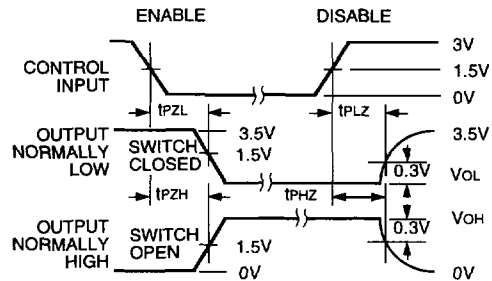 ENABLE
DISABLE
CONTROL
INPUT
3V
1.5V
0V
tPZL
tPLZ
OUTPUT
NORMALLY
LOW
SWITCH
CLOSED
3.5V
1.5V
3.5V
0.3V
VOL
tPZH
tPHZ
0.3V
VOH
OUTPUT
NORMALLY
HIGH
SWITCH
OPEN
1.5V
0V
0V